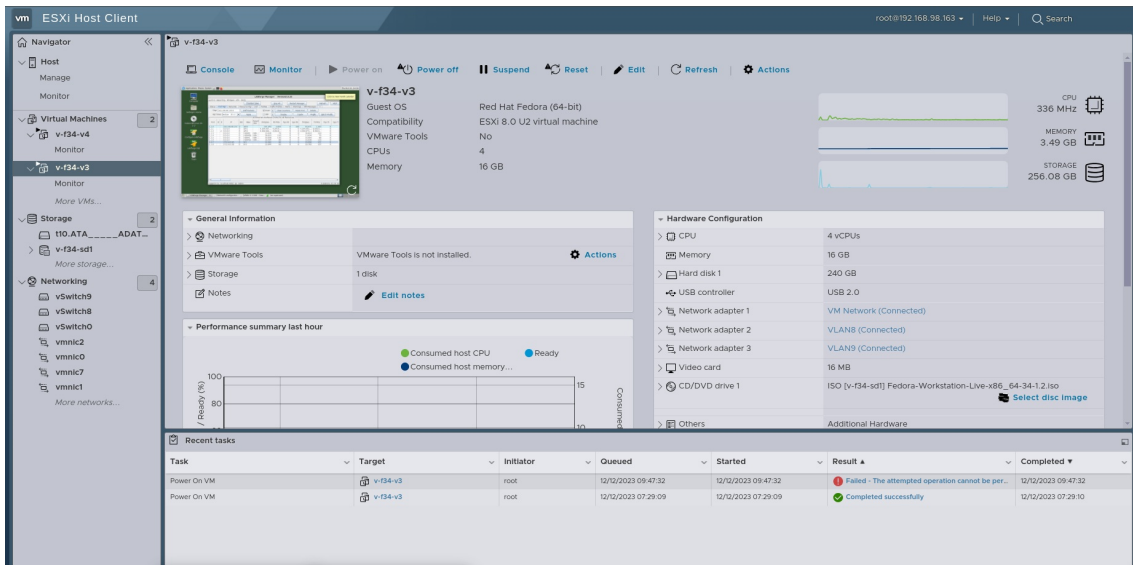 vm ESXi Host Client root@192.168.98.163 Help Search
Navigator
Host
Manage
Monitor
Virtual Machines 2
v-f34-v4
Monitor
v-f34-v3
Monitor
More VMs...
Storage 2
t10.ATA_____ADAT...
v-f34-sd1
More storage...
Networking 4
vSwitch9
vSwitch8
vSwitch0
vmnic2
vmnic0
vmnic7
vmnic1
More networks...
v-f34-v3
Console Monitor Power on Power off Suspend Reset Edit Refresh Actions
v-f34-v3
Guest OS Red Hat Fedora (64-bit)
Compatibility ESXi 8.0 U2 virtual machine
VMware Tools No
CPUs 4
Memory 16 GB
CPU
336 MHz
MEMORY
3.49 GB
STORAGE
256.08 GB
General Information
Networking
VMware Tools VMware Tools is not installed. Actions
Storage 1 disk
Notes Edit notes
Performance summary last hour
Consumed host CPU Ready
Consumed host memory...
100
80
15
10
/ Ready (%)
Consumed
Hardware Configuration
CPU 4 vCPUs
Memory 16 GB
Hard disk 1 240 GB
USB controller USB 2.0
Network adapter 1 VM Network (Connected)
Network adapter 2 VLAN8 (Connected)
Network adapter 3 VLAN9 (Connected)
Video card 16 MB
CD/DVD drive 1 ISO [v-f34-sd1] Fedora-Workstation-Live-x86_64-34-1.2.iso
Select disc image
Others Additional Hardware
Recent tasks
Task Target Initiator Queued Started Result ▲ Completed ▼
Power On VM v-f34-v3 root 12/12/2023 09:47:32 12/12/2023 09:47:32 Failed - The attempted operation cannot be per... 12/12/2023 09:47:32
Power On VM v-f34-v3 root 12/12/2023 07:29:09 12/12/2023 07:29:09 Completed successfully 12/12/2023 07:29:10